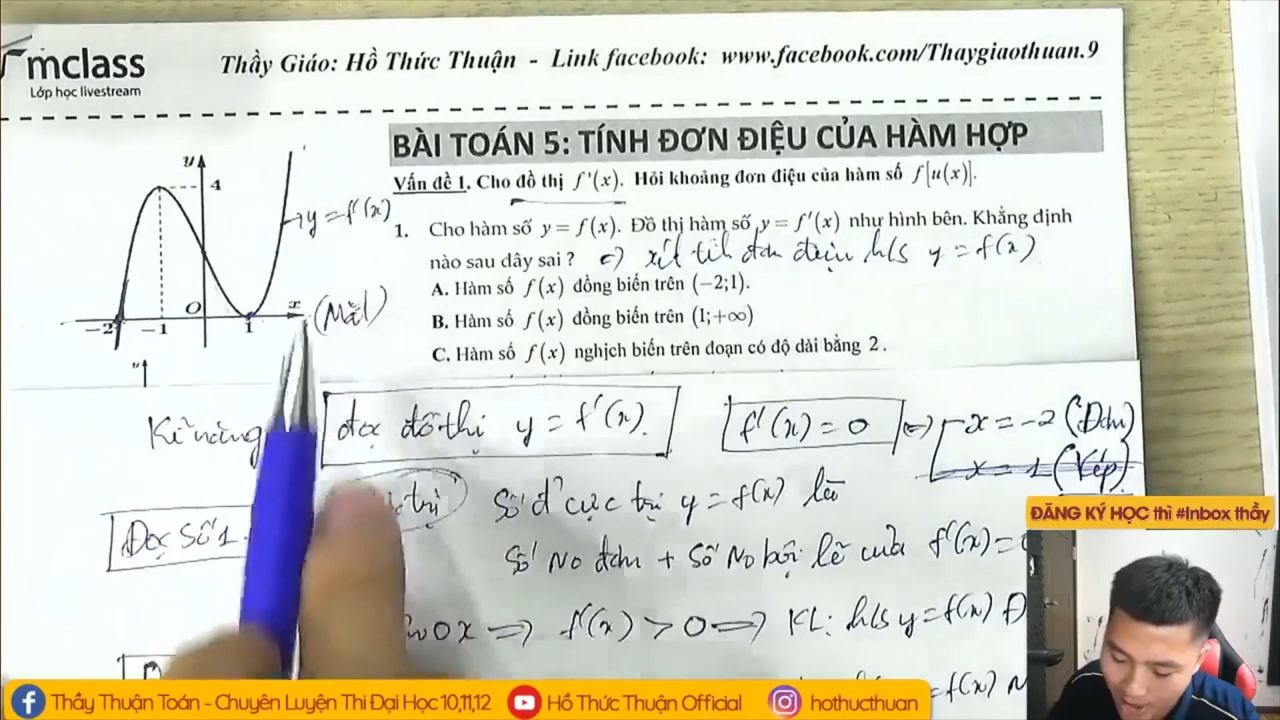 mclass
Lớp học livestream
Thầy Giáo: Hồ Thức Thuận - Link facebook: www.facebook.com/Thaygiaothuan.9
BÀI TOÁN 5: TÍNH ĐƠN ĐIỆU CỦA HÀM HỢP
Vấn đề 1. Cho đồ thị f'(x). Hỏi khoảng đơn điệu của hàm số f[u(x)].
1. Cho hàm số y = f(x). Đồ thị hàm số y = f'(x) như hình bên. Khẳng định
nào sau đây sai ?
xét tính đơn điệu h/s y = f(x)
A. Hàm số f(x) đồng biến trên (−2;1).
B. Hàm số f(x) đồng biến trên (1;+∞)
C. Hàm số f(x) nghịch biến trên đoạn có độ dài bằng 2.
y
4
y = f'(x)
O
x
−2 −1 1
(Mắt)
y
Kĩ năng đọc đồ thị y = f'(x).
f'(x) = 0 ⇔ x = −2 (Đơn)
x = 1 (Kép)
Đọc Số 1.
trị
Số đ' cực trị y = f(x) là
Số No đơn + Số No bội lẻ của f'(x) =
0x ⇒ f'(x) > 0 ⇒ KL: h/s y = f(x) Đ
= f(x) N
ĐĂNG KÝ HỌC thì #Inbox thầy
Thầy Thuận Toán - Chuyên Luyện Thi Đại Học 10,11,12
Hồ Thức Thuận Official
hothucthuan